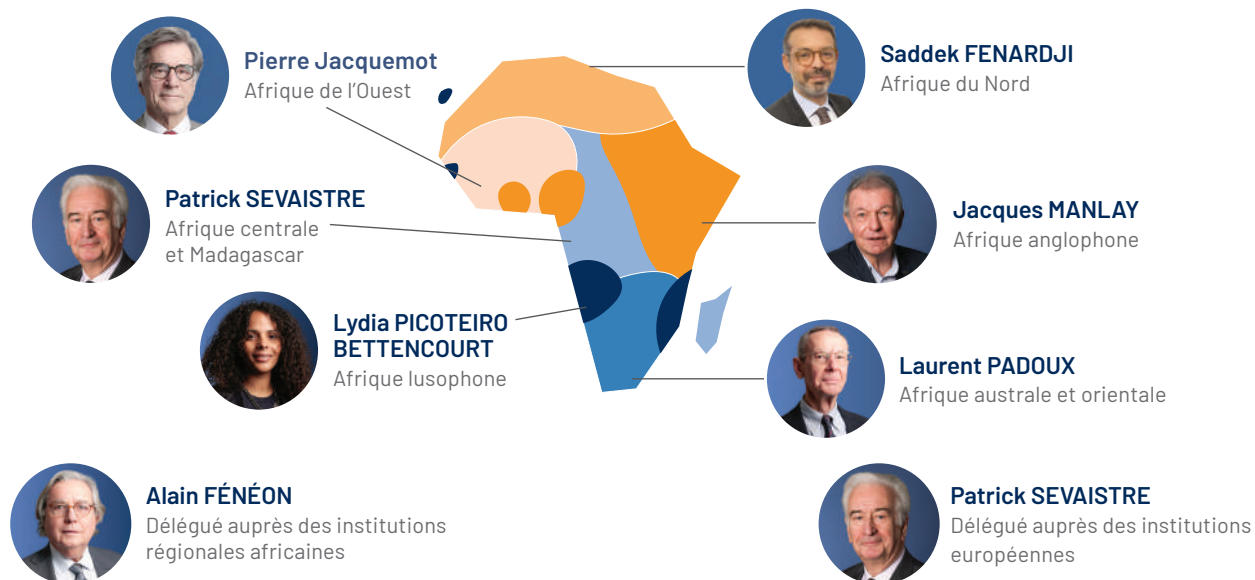 Pierre Jacquemot
Afrique de l’Ouest
Saddek FENARDJI
Afrique du Nord
Patrick SEVAISTRE
Afrique centrale
et Madagascar
Jacques MANLAY
Afrique anglophone
Lydia PICOTEIRO
BETTENCOURT
Afrique lusophone
Laurent PADOUX
Afrique australe et orientale
Alain FÉNÉON
Délégué auprès des institutions
régionales africaines
Patrick SEVAISTRE
Délégué auprès des institutions
européennes